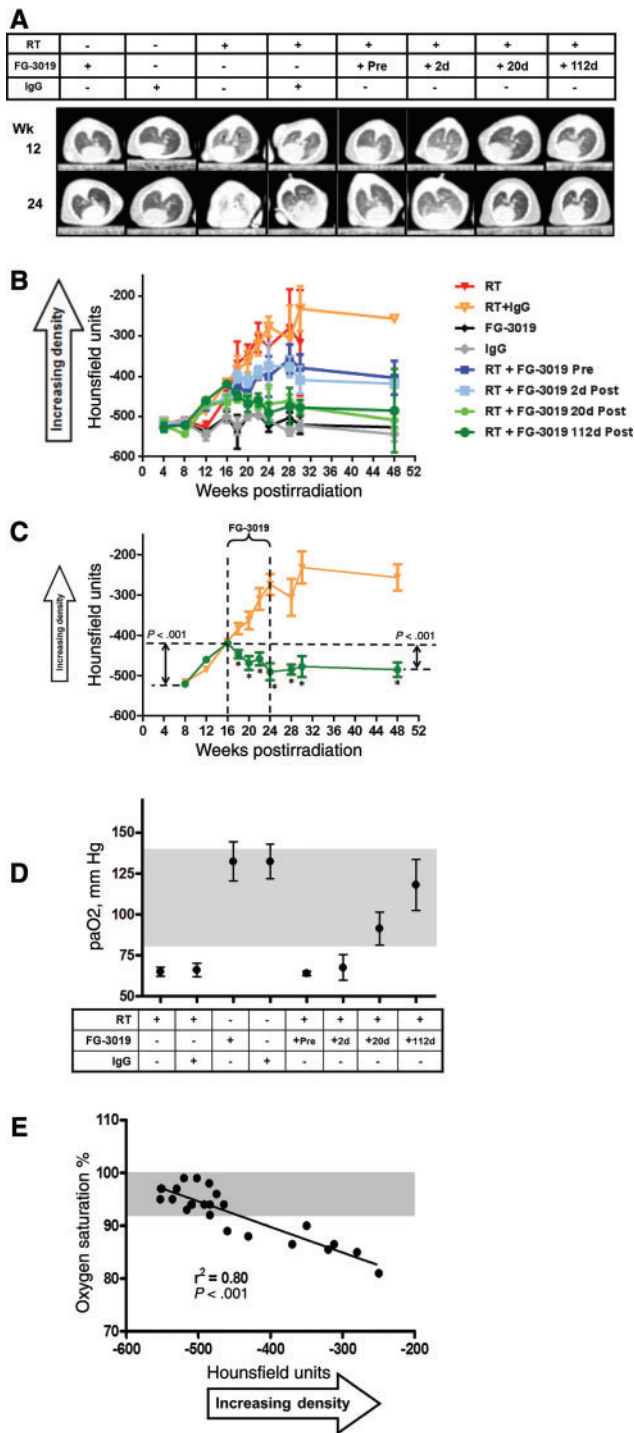 A
RT - - + + + + + +
FG-3019 + - - - + Pre + 2d + 20d + 112d
IgG - + - + - - - -
Wk
12
24
B
Increasing density
Hounsfield units
-200
-300
-400
-500
-600
0 4 8 12 16 20 24 28 32 36 40 44 48 52
Weeks postirradiation
RT
RT+IgG
FG-3019
IgG
RT + FG-3019 Pre
RT + FG-3019 2d Post
RT + FG-3019 20d Post
RT + FG-3019 112d Post
C
FG-3019
Increasing density
Hounsfield units
-200
-300
-400
-500
-600
P < .001
P < .001
* * * * * * *
0 4 8 12 16 20 24 28 32 36 40 44 48 52
Weeks postirradiation
D
paO2, mm Hg
150
125
100
75
50
RT + + - - + + + +
FG-3019 - - + - +Pre +2d +20d +112d
IgG - + - + - - - -
E
Oxygen saturation %
110
100
90
80
70
r² = 0.80
P < .001
-600 -500 -400 -300 -200
Hounsfield units
Increasing density